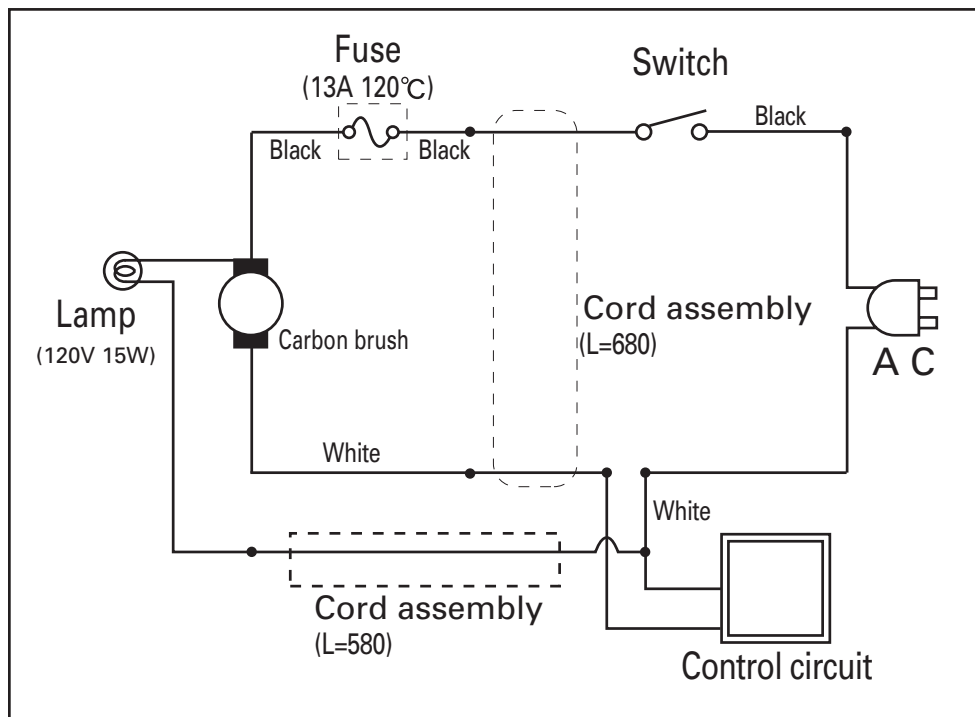 Fuse
(13A 120℃)
Switch
Black
Black
Black
Lamp
(120V 15W)
Carbon brush
Cord assembly
(L=680)
A C
White
White
Cord assembly
(L=580)
Control circuit